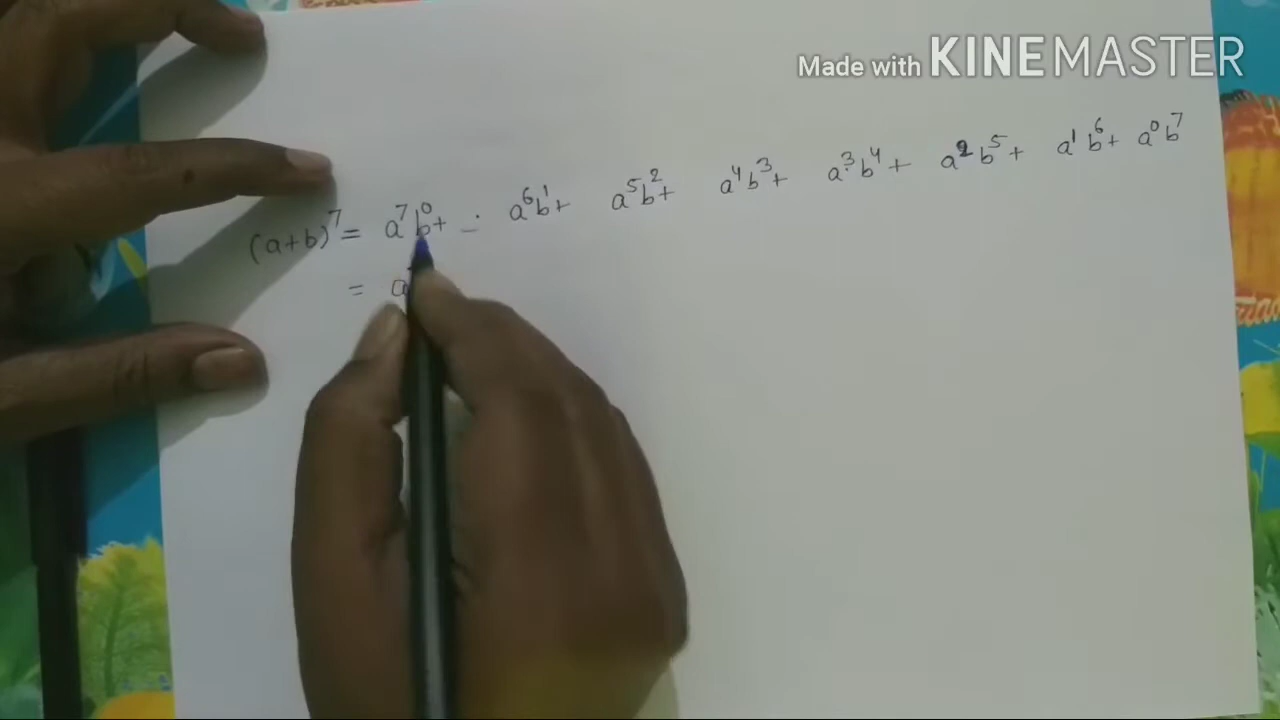 Made with KINEMASTER
(a+b)⁷ = a⁷b⁰+ _. a⁶b¹+ a⁵b²+ a⁴b³+ a³b⁴+ a²b⁵+ a¹b⁶+ a⁰b⁷
= a